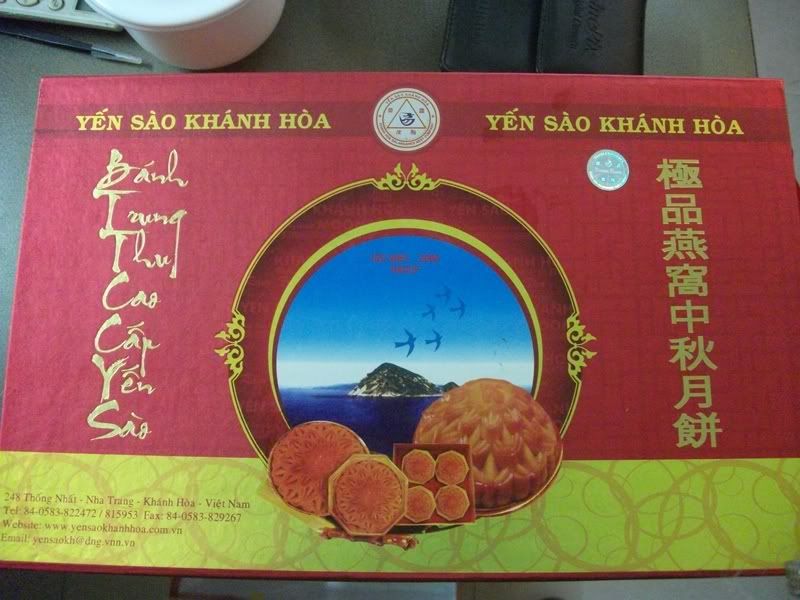 YẾN SÀO KHÁNH HÒA
YẾN SÀO KHÁNH HÒA
Bánh
Trung
Thu
Cao
Cấp
Yến
Sào
極品燕窩中秋月餅
248 Thống Nhất - Nha Trang - Khánh Hòa - Việt Nam
Tel: 84-0583-822472 / 815953 Fax: 84-0583-829267
Website: www.yensaokhanhhoa.com.vn
Email: yensaokh@dng.vnn.vn